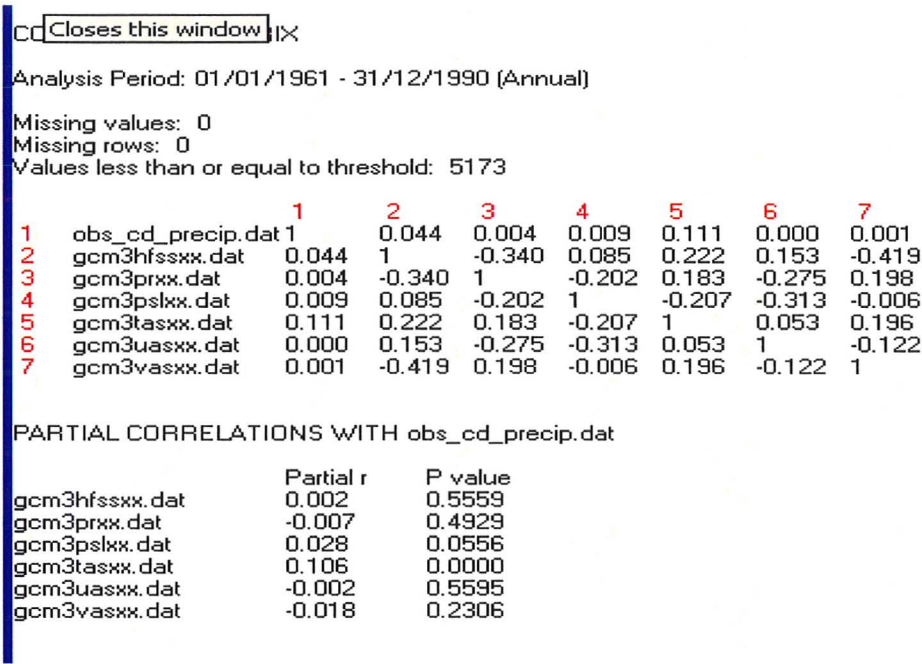 CO Closes this window IX
Analysis Period: 01/01/1961 - 31/12/1990 (Annual)
Missing values: 0
Missing rows: 0
Values less than or equal to threshold: 5173
1 2 3 4 5 6 7
1 obs_cd_precip.dat 1 0.044 0.004 0.009 0.111 0.000 0.001
2 gcm3hfssxx.dat 0.044 1 -0.340 0.085 0.222 0.153 -0.419
3 gcm3prxx.dat 0.004 -0.340 1 -0.202 0.183 -0.275 0.198
4 gcm3pslxx.dat 0.009 0.085 -0.202 1 -0.207 -0.313 -0.006
5 gcm3tasxx.dat 0.111 0.222 0.183 -0.207 1 0.053 0.196
6 gcm3uasxx.dat 0.000 0.153 -0.275 -0.313 0.053 1 -0.122
7 gcm3vasxx.dat 0.001 -0.419 0.198 -0.006 0.196 -0.122 1
PARTIAL CORRELATIONS WITH obs_cd_precip.dat
Partial r P value
gcm3hfssxx.dat 0.002 0.5559
gcm3prxx.dat -0.007 0.4929
gcm3pslxx.dat 0.028 0.0556
gcm3tasxx.dat 0.106 0.0000
gcm3uasxx.dat -0.002 0.5595
gcm3vasxx.dat -0.018 0.2306